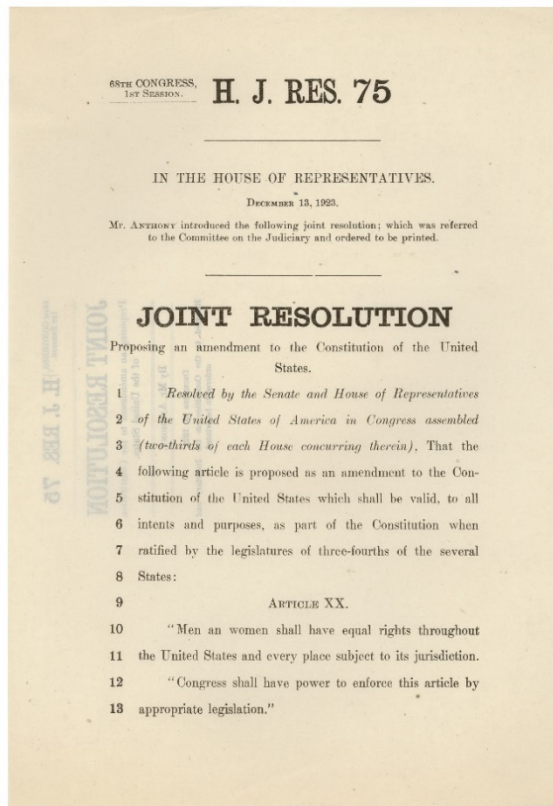 68TH CONGRESS,
1ST SESSION.
H. J. RES. 75
IN THE HOUSE OF REPRESENTATIVES.
DECEMBER 13, 1923.
Mr. ANTHONY introduced the following joint resolution; which was referred
to the Committee on the Judiciary and ordered to be printed.
JOINT RESOLUTION
Proposing an amendment to the Constitution of the United
States.
1 Resolved by the Senate and House of Representatives
2 of the United States of America in Congress assembled
3 (two-thirds of each House concurring therein), That the
4 following article is proposed as an amendment to the Con-
5 stitution of the United States which shall be valid, to all
6 intents and purposes, as part of the Constitution when
7 ratified by the legislatures of three-fourths of the several
8 States:
9 ARTICLE XX.
10 "Men an women shall have equal rights throughout
11 the United States and every place subject to its jurisdiction.
12 "Congress shall have power to enforce this article by
13 appropriate legislation."